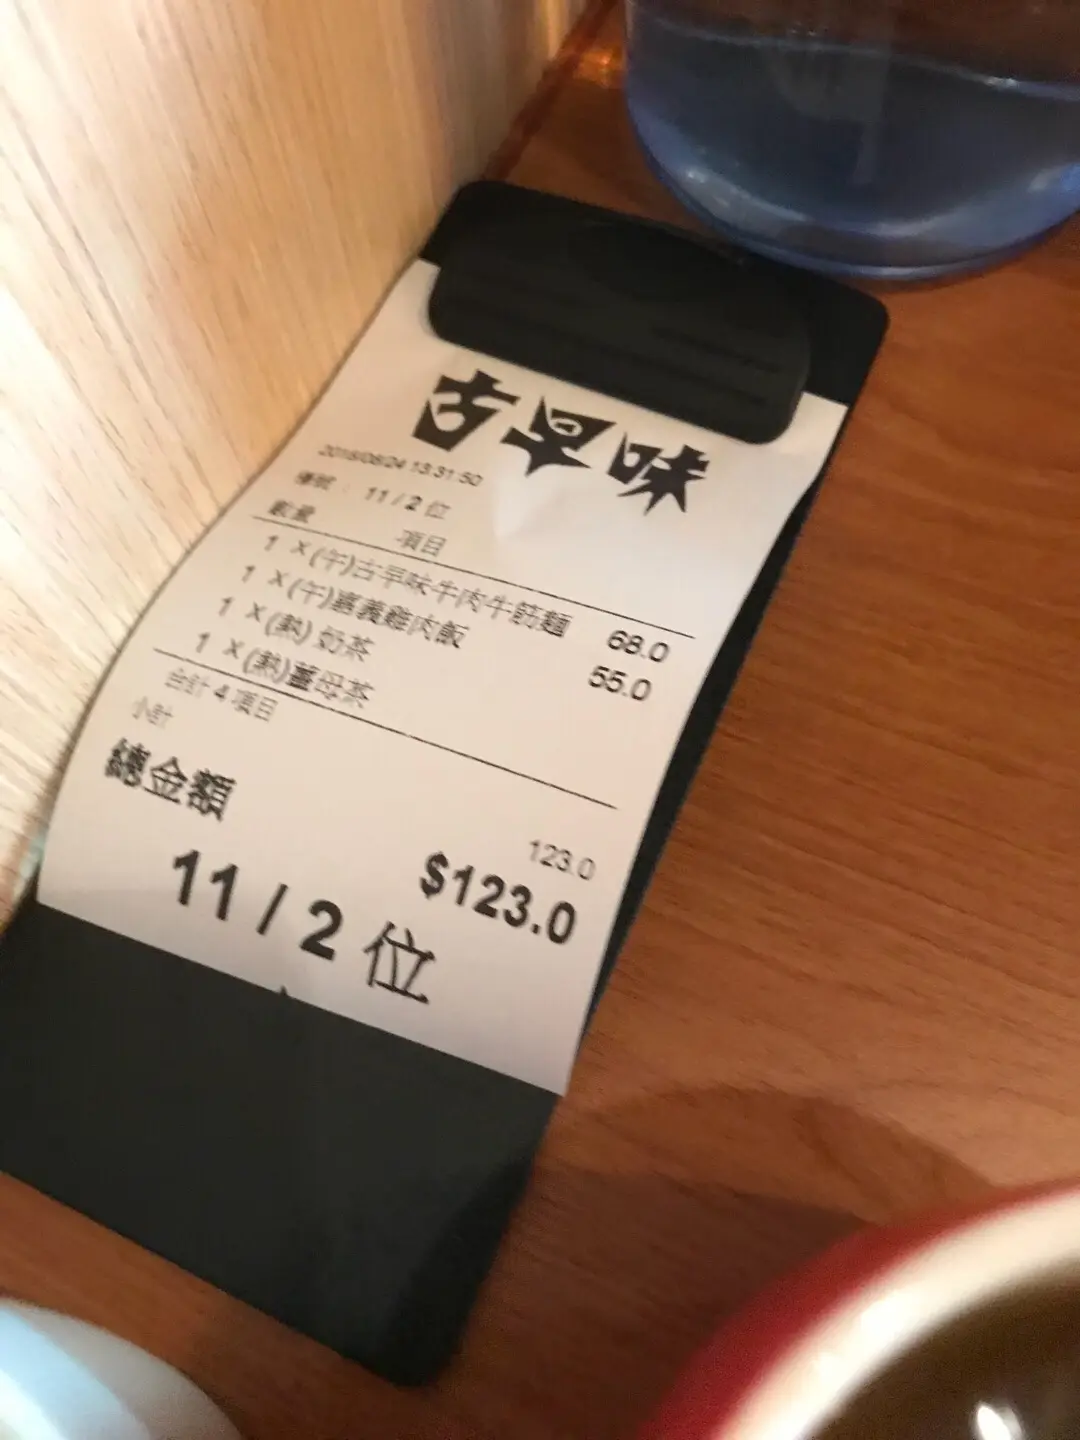 古早味
2018/08/24 13:31:50
檯號： 11 / 2 位
數量 項目
1 X (午)古早味牛肉牛筋麵 68.0
1 X (午)嘉義雞肉飯 55.0
1 X (熱) 奶茶
1 X (熱)薑母茶
合計 4 項目
小計 123.0
總金額 $123.0
11 / 2 位